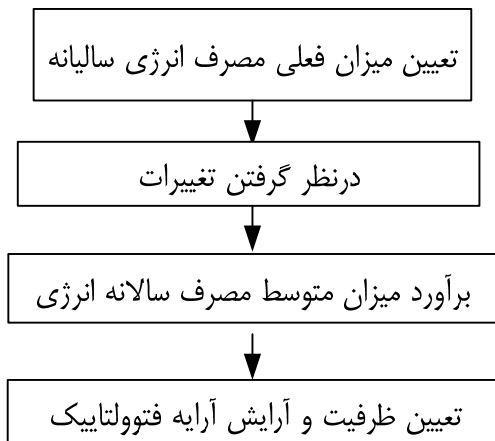 تعیین میزان فعلی مصرف انرژی سالیانه
درنظر گرفتن تغییرات
برآورد میزان متوسط مصرف سالانه انرژی
تعیین ظرفیت و آرایش آرایه فتوولتاییک